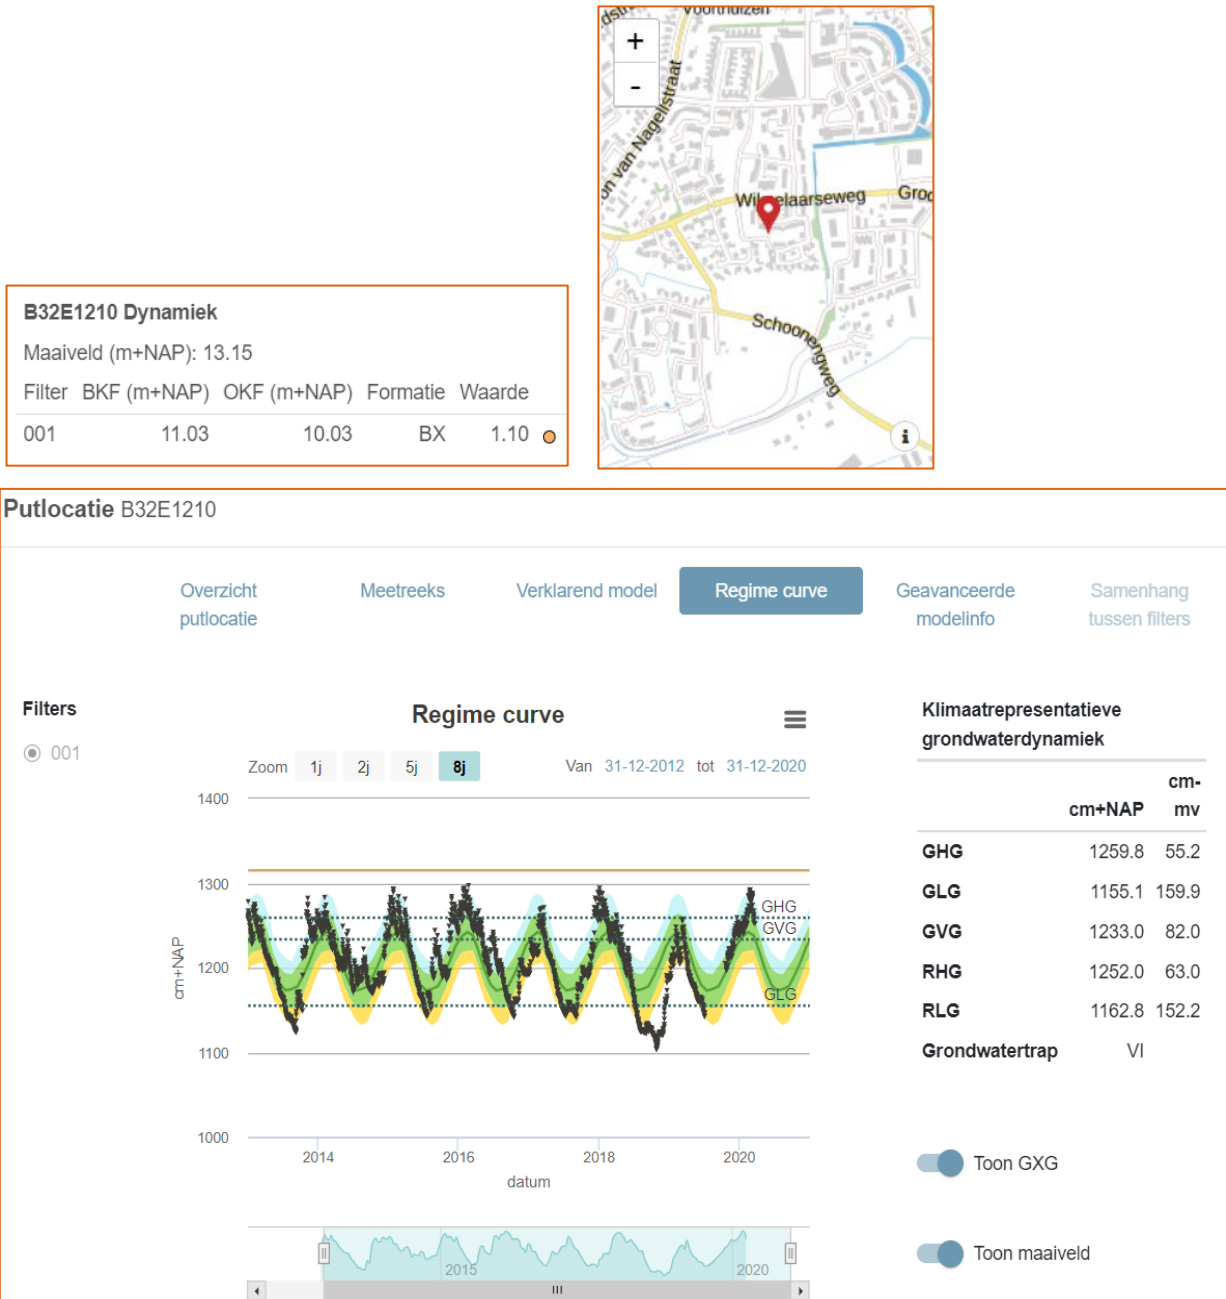 Voorthuizen
+
-
on van Nagellstraat
Wikselaarseweg
Schoonengweg
i
B32E1210 Dynamiek
Maaiveld (m+NAP): 13.15
Filter BKF (m+NAP) OKF (m+NAP) Formatie Waarde
001 11.03 10.03 BX 1.10
Putlocatie B32E1210
Overzicht putlocatie
Meetreeks
Verklarend model
Regime curve
Geavanceerde modelinfo
Samenhang tussen filters
Filters
001
Regime curve
Zoom 1j 2j 5j 8j Van 31-12-2012 tot 31-12-2020
1400
1300
1200
1100
1000
cm+NAP
GHG
GVG
GLG
2014 2016 2018 2020
datum
2015 2020
Klimaatrepresentatieve
grondwaterdynamiek
cm+NAP cm-mv
GHG 1259.8 55.2
GLG 1155.1 159.9
GVG 1233.0 82.0
RHG 1252.0 63.0
RLG 1162.8 152.2
Grondwatertrap VI
Toon GXG
Toon maaiveld